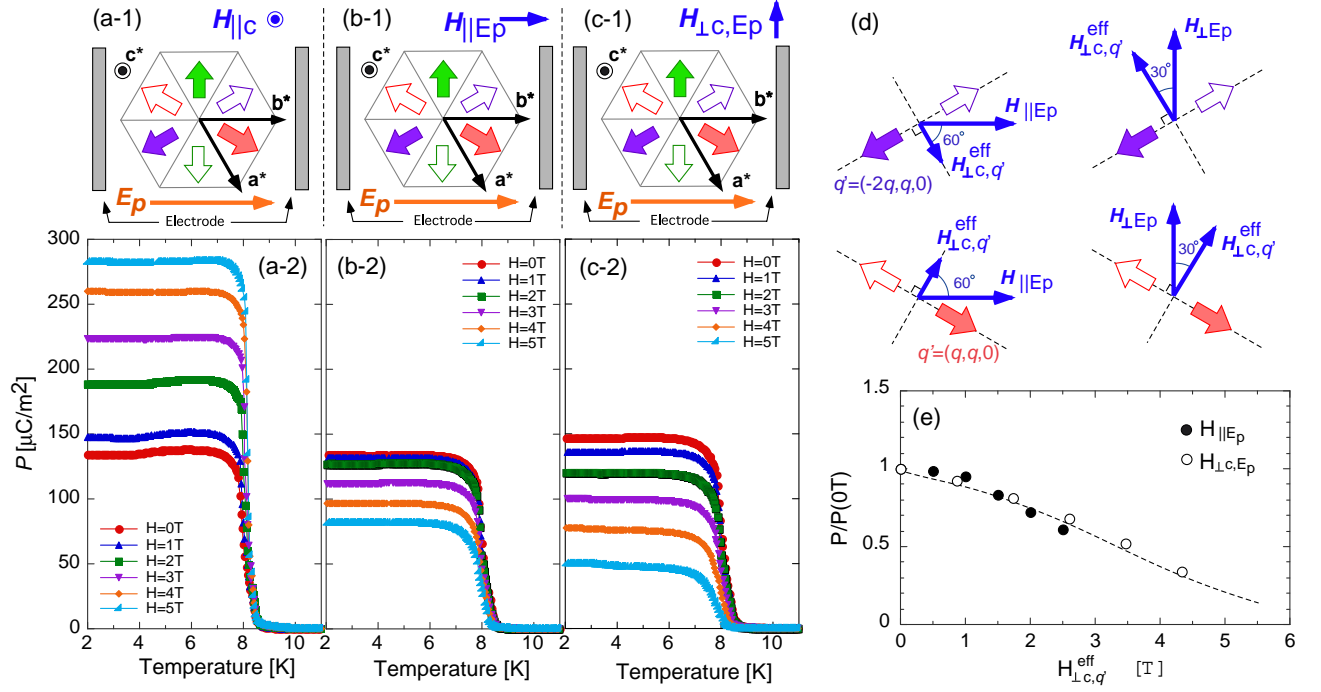 (a-1)
H||c
c*
b*
a*
Ep
Electrode
(b-1)
H||Ep
c*
b*
a*
Ep
Electrode
(c-1)
H⊥c,Ep
c*
b*
a*
Ep
Electrode
(d)
H⊥c,q' eff
H⊥Ep
30°
H||Ep
60°
H⊥c,q' eff
q'=(-2q,q,0)
H⊥c,q' eff
H||Ep
60°
q'=(q,q,0)
H⊥Ep
H⊥c,q' eff
30°
P [μC/m²]
300
250
200
150
100
50
0
(a-2)
H=0T
H=1T
H=2T
H=3T
H=4T
H=5T
2 4 6 8 10
Temperature [K]
(b-2)
H=0T
H=1T
H=2T
H=3T
H=4T
H=5T
2 4 6 8 10
Temperature [K]
(c-2)
H=0T
H=1T
H=2T
H=3T
H=4T
H=5T
2 4 6 8 10
Temperature [K]
(e)
H||Ep
H⊥c,Ep
P/P(0T)
1.5
1.0
0.5
0
0 1 2 3 4 5 6
H⊥c,q' eff [T]